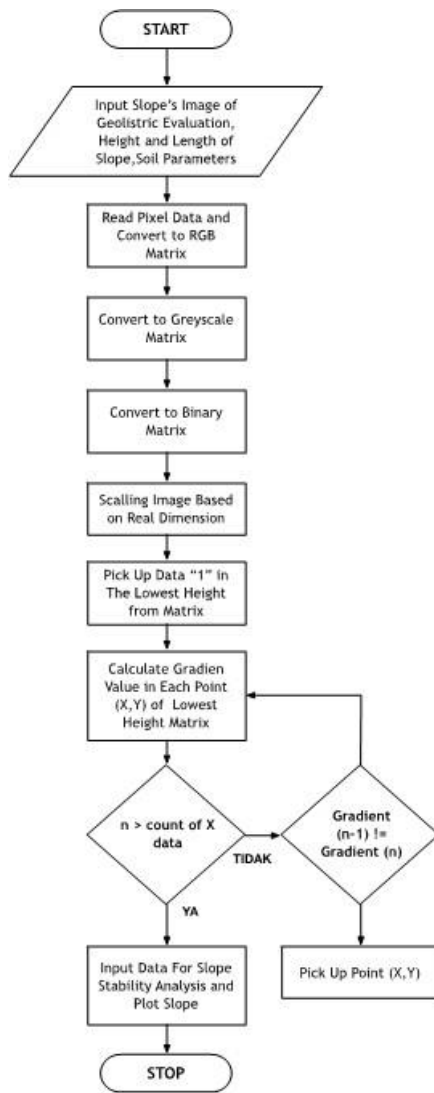 START
Input Slope's Image of
Geolistric Evaluation,
Height and Length of
Slope,Soil Parameters
Read Pixel Data and
Convert to RGB
Matrix
Convert to Greyscale
Matrix
Convert to Binary
Matrix
Scalling Image Based
on Real Dimension
Pick Up Data “1” in
The Lowest Height
from Matrix
Calculate Gradien
Value in Each Point
(X,Y) of Lowest
Height Matrix
n > count of X
data
TIDAK
Gradient
(n-1) !=
Gradient (n)
YA
Input Data For Slope
Stability Analysis and
Plot Slope
Pick Up Point (X,Y)
STOP